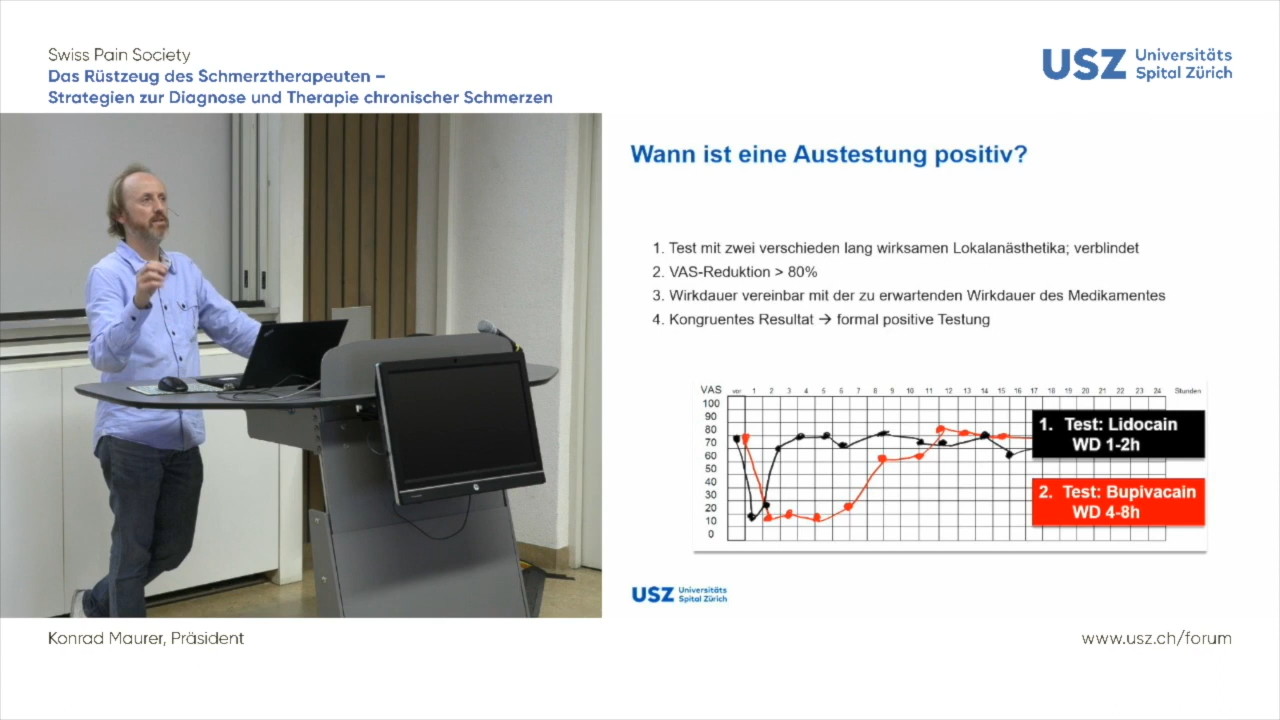 Swiss Pain Society
Das Rüstzeug des Schmerztherapeuten –
Strategien zur Diagnose und Therapie chronischer Schmerzen
USZ Universitäts
Spital Zürich
Wann ist eine Austestung positiv?
1. Test mit zwei verschieden lang wirksamen Lokalanästhetika; verblindet
2. VAS-Reduktion > 80%
3. Wirkdauer vereinbar mit der zu erwartenden Wirkdauer des Medikamentes
4. Kongruentes Resultat → formal positive Testung
VAS vor 1 2 3 4 5 6 7 8 9 10 11 12 13 14 15 16 17 18 19 20 21 22 23 24 Stunden
100
90
80
70
60
50
40
30
20
10
0
1. Test: Lidocain
WD 1-2h
2. Test: Bupivacain
WD 4-8h
USZ Universitäts
Spital Zürich
Konrad Maurer, Präsident
www.usz.ch/forum